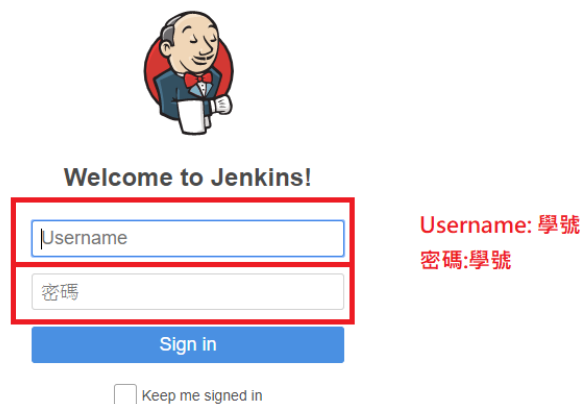 Welcome to Jenkins!
Username
密碼
Sign in
Keep me signed in
Username: 學號
密碼:學號